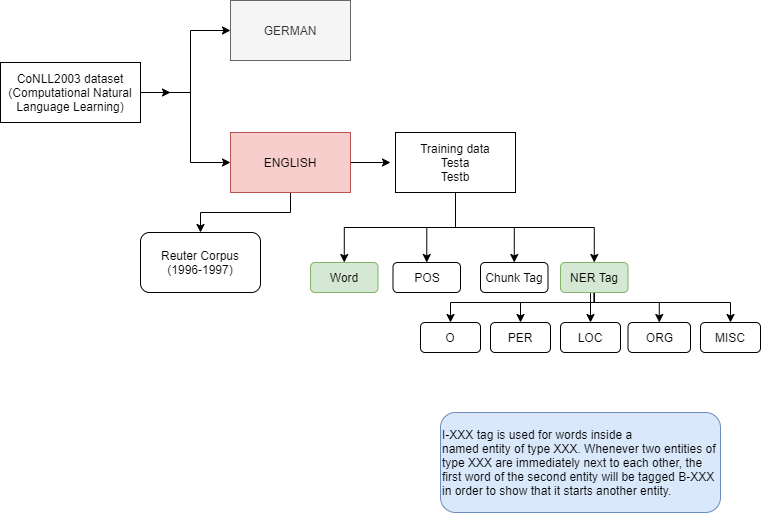 GERMAN
CoNLL2003 dataset
(Computational Natural
Language Learning)
ENGLISH
Training data
Testa
Testb
Reuter Corpus
(1996-1997)
Word
POS
Chunk Tag
NER Tag
O
PER
LOC
ORG
MISC
I-XXX tag is used for words inside a
named entity of type XXX. Whenever two entities of
type XXX are immediately next to each other, the
first word of the second entity will be tagged B-XXX
in order to show that it starts another entity.